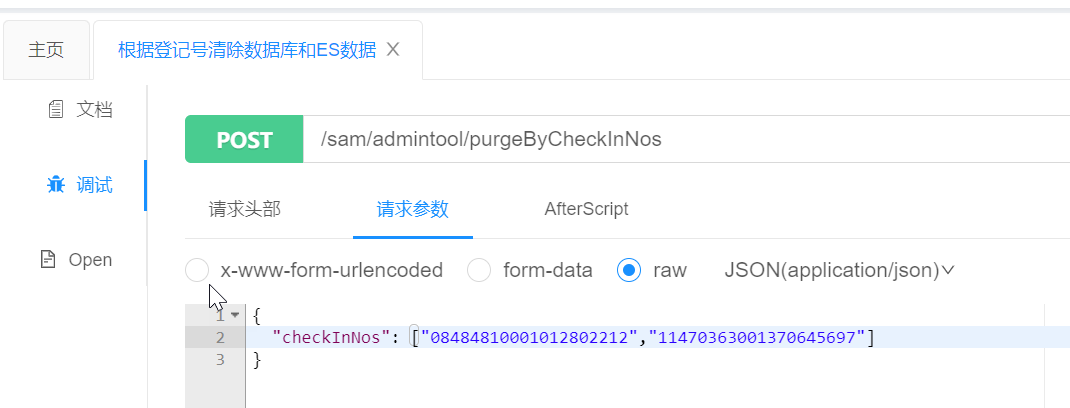 主页
根据登记号清除数据库和ES数据 X
文档
POST /sam/admintool/purgeByCheckInNos
调试
请求头部 请求参数 AfterScript
Open
x-www-form-urlencoded form-data raw JSON(application/json)
1 {
2 "checkInNos": ["08484810001012802212","11470363001370645697"]
3 }